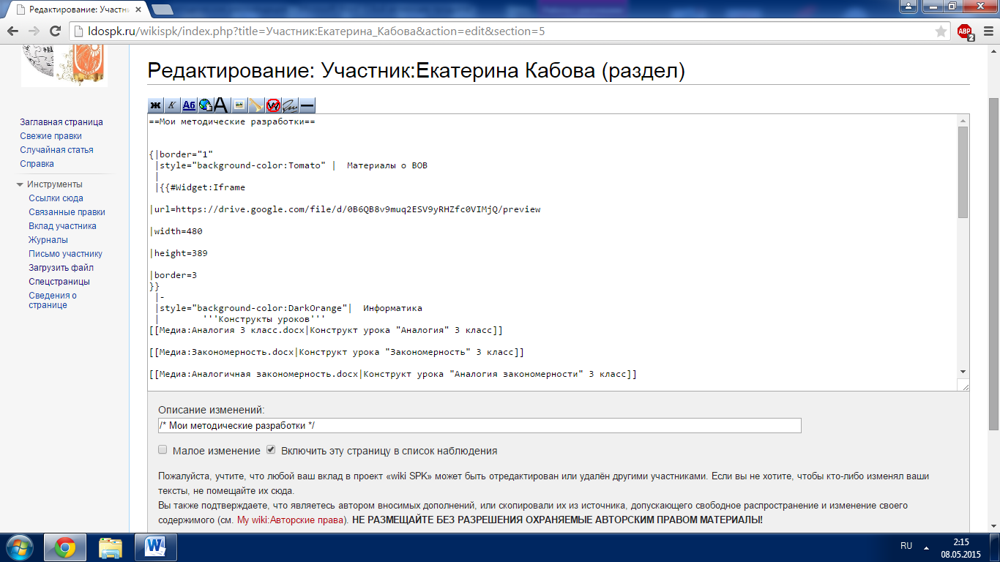 Редактирование: Участни
ldospk.ru/wikispk/index.php?title=Участник:Екатерина_Кабова&action=edit&section=5
ABP
2
Редактирование: Участник:Екатерина Кабова (раздел)
Ж К Аб A W
Заглавная страница
Свежие правки
Случайная статья
Справка
Инструменты
Ссылки сюда
Связанные правки
Вклад участника
Журналы
Письмо участнику
Загрузить файл
Спецстраницы
Сведения о
странице
==Мои методические разработки==
{|border="1"
|style="background-color:Tomato" |  Материалы о ВОВ
|
|{{#Widget:Iframe
|url=https://drive.google.com/file/d/0B6QB8v9muq2ESV9yRHZfc0VIMjQ/preview
|width=480
|height=389
|border=3
}}
|-
|style="background-color:DarkOrange"|  Информатика
|        '''Конструкты уроков'''
[[Медиа:Аналогия 3 класс.docx|Конструкт урока "Аналогия" 3 класс]]
[[Медиа:Закономерность.docx|Конструкт урока "Закономерность" 3 класс]]
[[Медиа:Аналогичная закономерность.docx|Конструкт урока "Аналогия закономерности" 3 класс]]
Описание изменений:
/* Мои методические разработки */
Малое изменение Включить эту страницу в список наблюдения
Пожалуйста, учтите, что любой ваш вклад в проект «wiki SPK» может быть отредактирован или удалён другими участниками. Если вы не хотите, чтобы кто-либо изменял ваши
тексты, не помещайте их сюда.
Вы также подтверждаете, что являетесь автором вносимых дополнений, или скопировали их из источника, допускающего свободное распространение и изменение своего
содержимого (см. My wiki:Авторские права). НЕ РАЗМЕЩАЙТЕ БЕЗ РАЗРЕШЕНИЯ ОХРАНЯЕМЫЕ АВТОРСКИМ ПРАВОМ МАТЕРИАЛЫ!
W
RU
2:15
08.05.2015